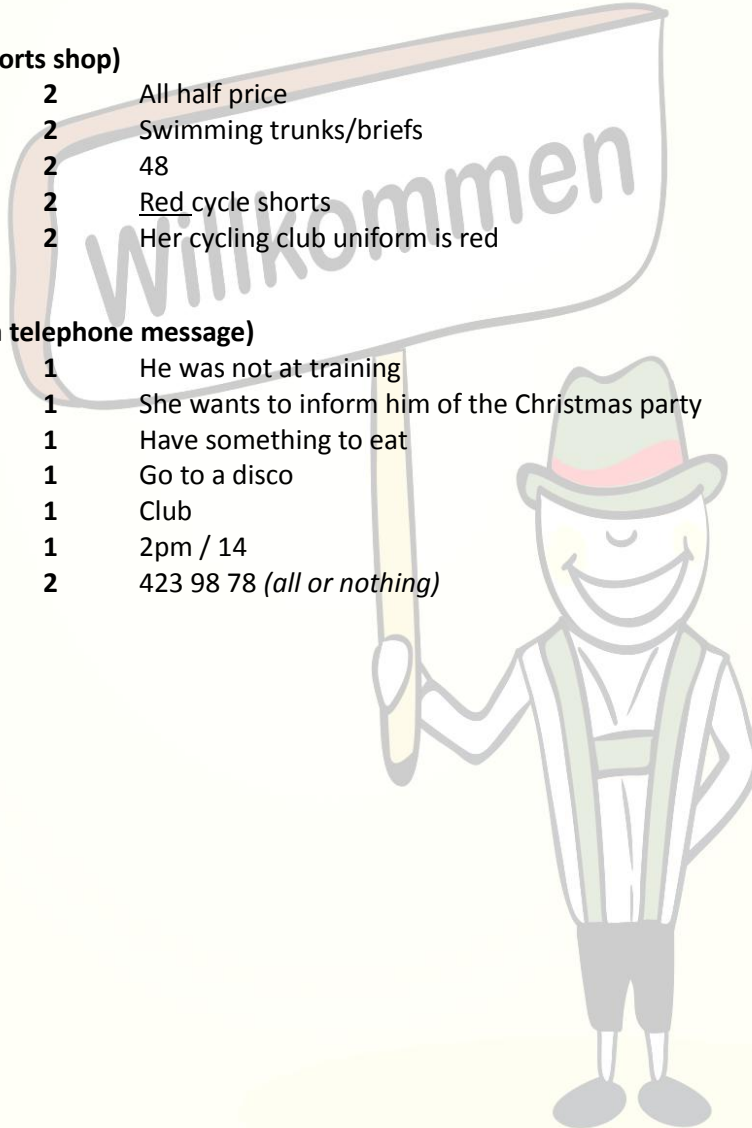 orts shop)
2 All half price
2 Swimming trunks/briefs
2 48
2 Red cycle shorts
2 Her cycling club uniform is red
Willkommen
telephone message)
1 He was not at training
1 She wants to inform him of the Christmas party
1 Have something to eat
1 Go to a disco
1 Club
1 2pm / 14
2 423 98 78 (all or nothing)